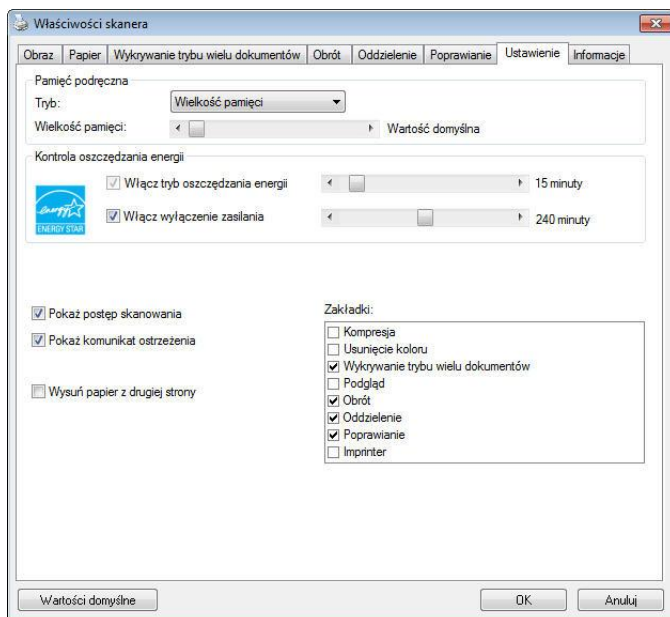 Właściwości skanera
Obraz Papier Wykrywanie trybu wielu dokumentów Obrót Oddzielenie Poprawianie Ustawienie Informacje
Pamięć podręczna
Tryb: Wielkość pamięci
Wielkość pamięci: Wartość domyślna
Kontrola oszczędzania energii
Włącz tryb oszczędzania energii 15 minuty
energy
ENERGY STAR
Włącz wyłączenie zasilania 240 minuty
Pokaż postęp skanowania
Pokaż komunikat ostrzeżenia
Wysuń papier z drugiej strony
Zakładki:
Kompresja
Usunięcie koloru
Wykrywanie trybu wielu dokumentów
Podgląd
Obrót
Oddzielenie
Poprawianie
Imprinter
Wartości domyślne OK Anuluj